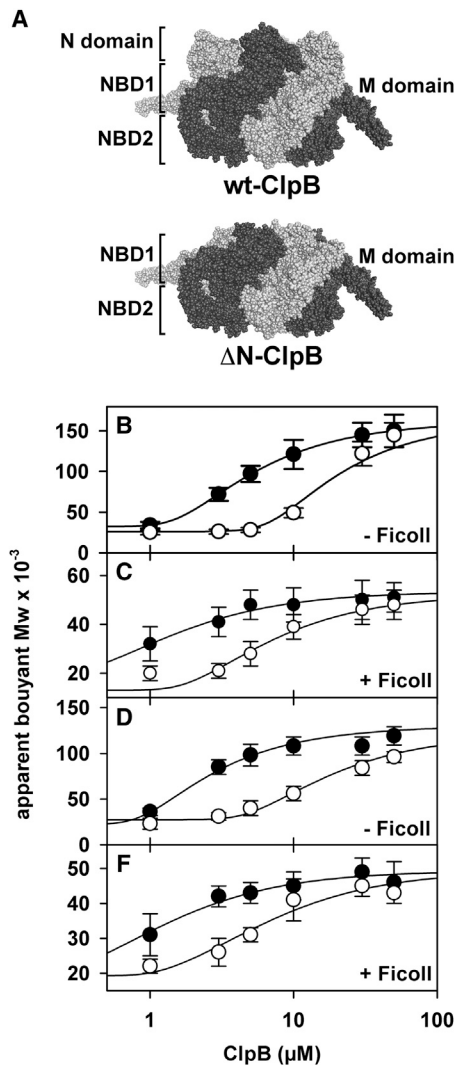 A
N domain
NBD1
M domain
NBD2
wt-ClpB
NBD1
M domain
NBD2
ΔN-ClpB
apparent bouyant Mw x 10-3
B
150
100
50
0
- Ficoll
C
60
40
20
+ Ficoll
D
150
100
50
0
- Ficoll
F
50
40
30
20
+ Ficoll
1 10 100
ClpB (µM)